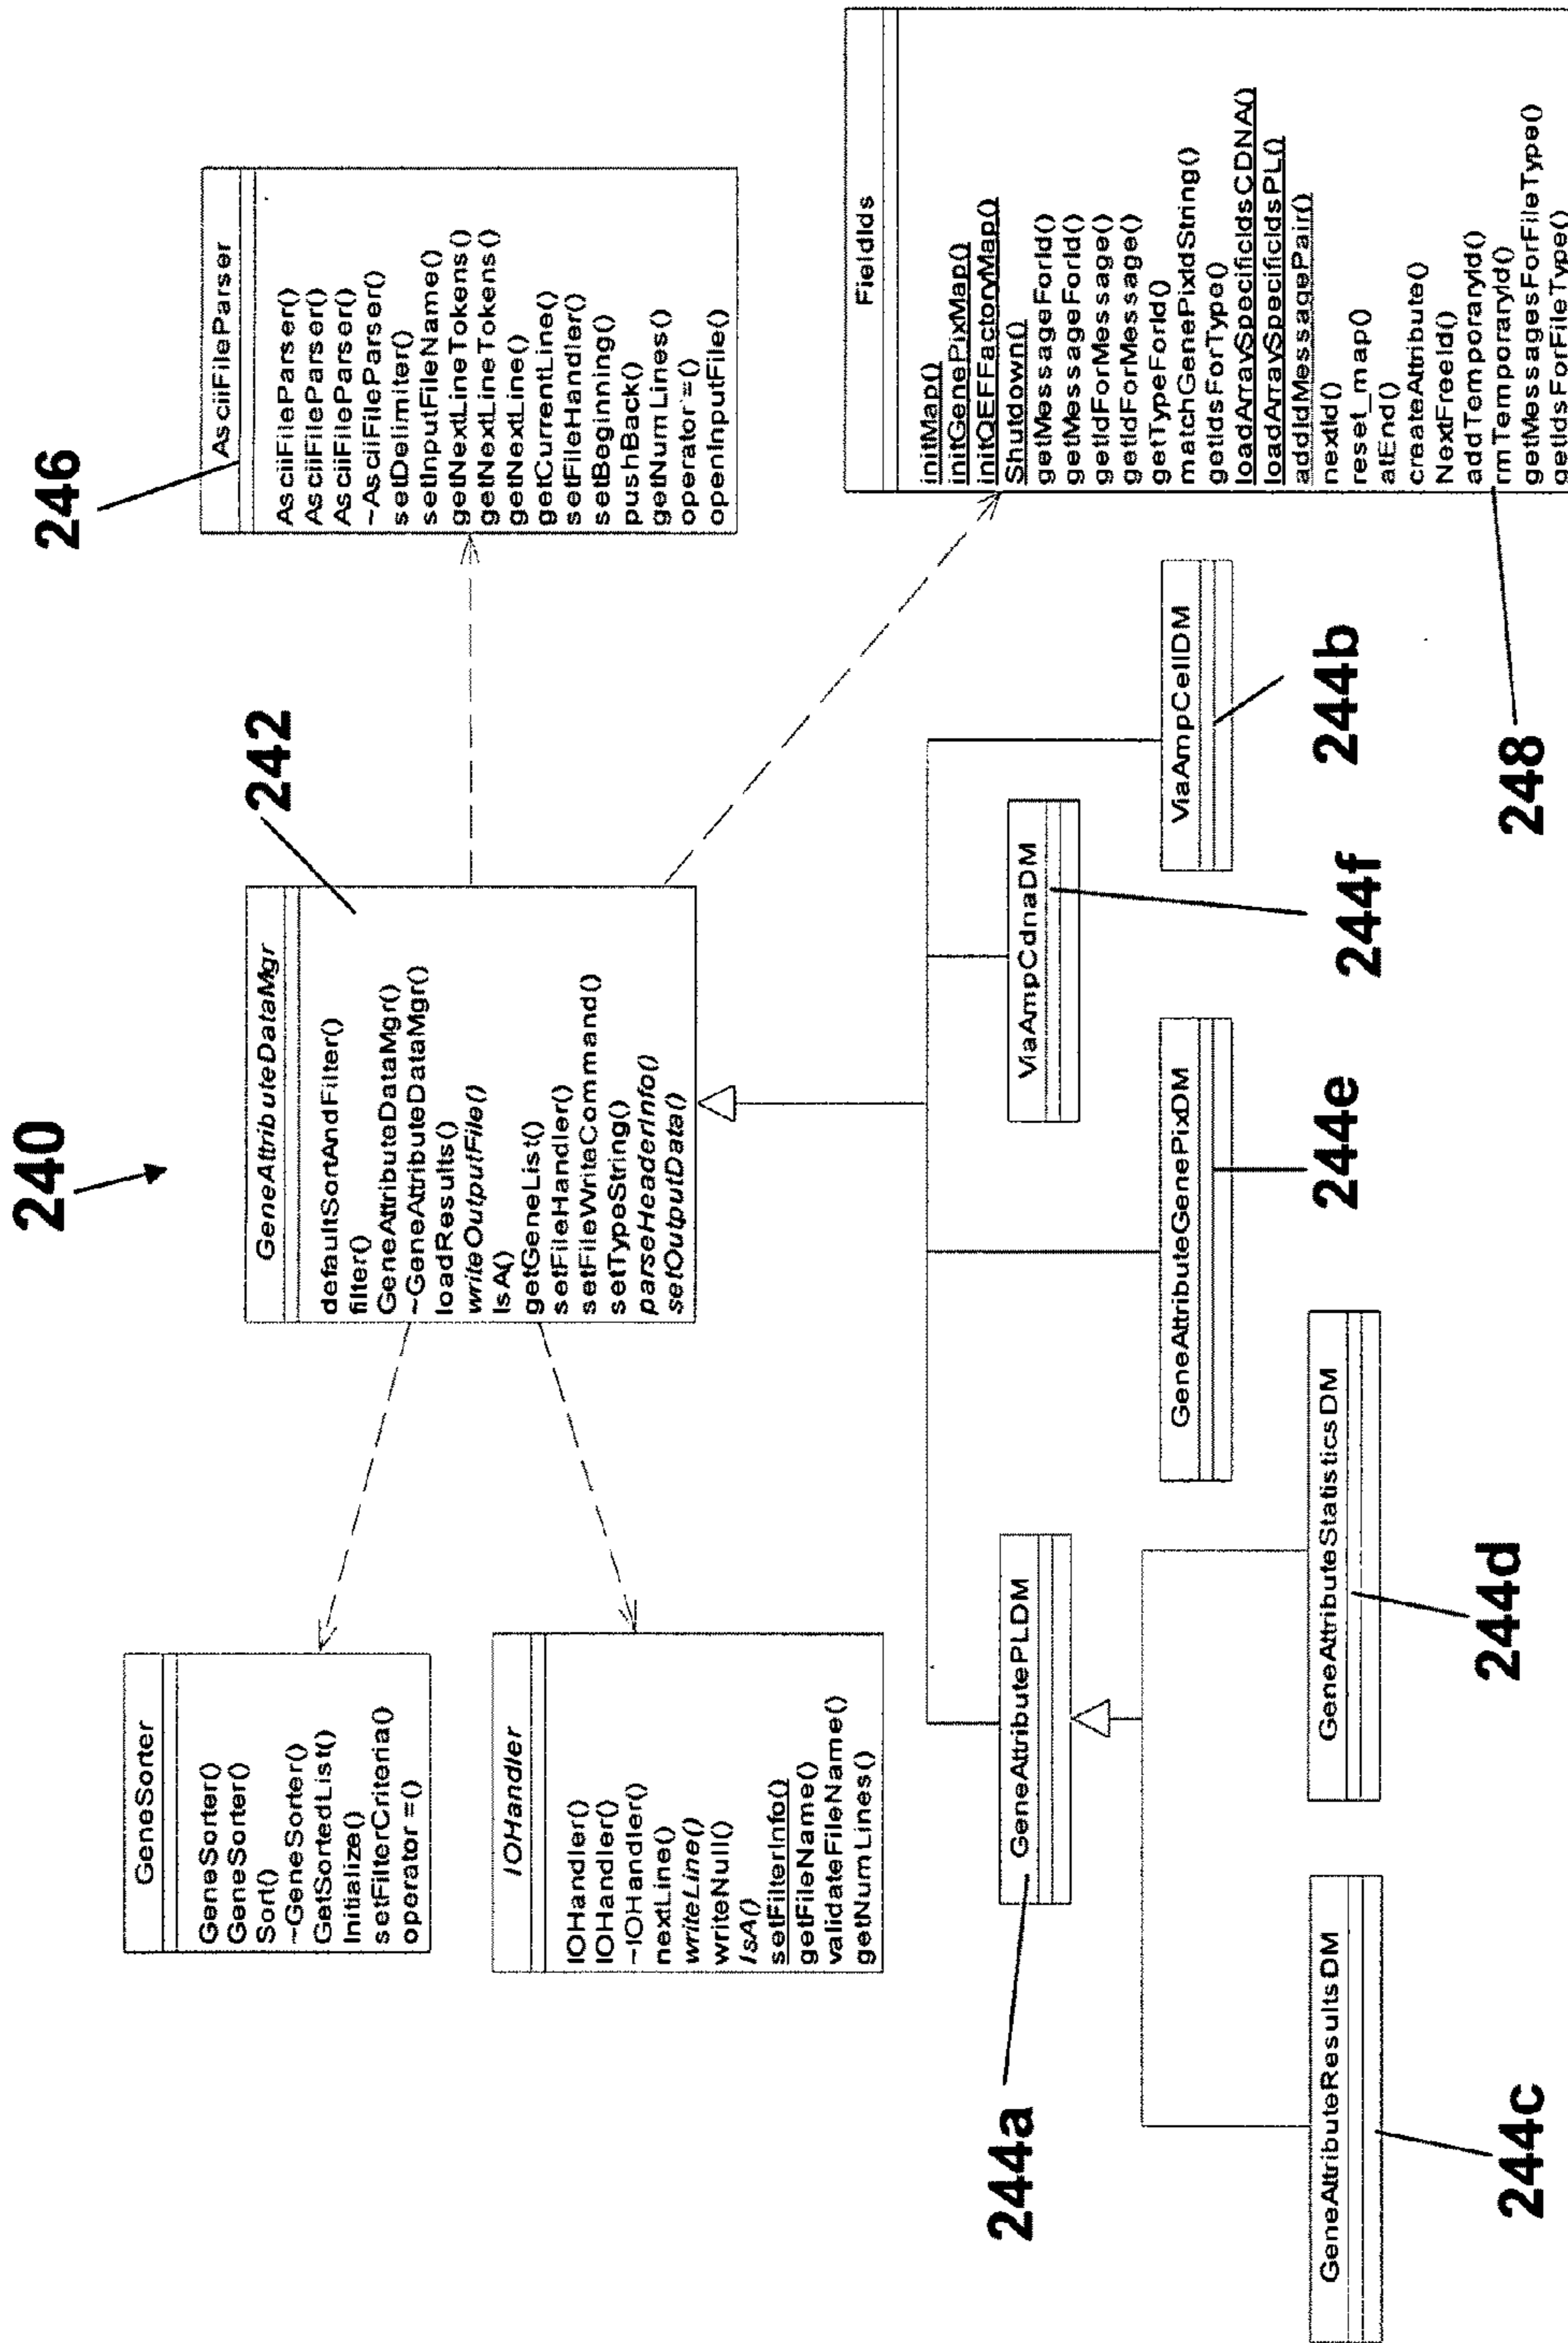 240
GeneSorter
GeneSorter()
GeneSorter()
Sort()
~GeneSorter()
GetSortedList()
Initialize()
setFilterCriteria()
operator =()
IOHandler
IOHandler()
IOHandler()
~IOHandler()
nextLine()
writeLine()
writeNull()
IsA()
setFilterInfo()
getFileName()
validateFileName()
getNumLines()
GeneAttributeDataMgr
defaultSortAndFilter()
filter()
GeneAttributeDataMgr()
~GeneAttributeDataMgr()
loadResults()
writeOutputFile()
IsA()
getGeneList()
setFileHandler()
setFileWriteCommand()
setTypeString()
parseHeaderInfo()
setOutputData()
242
246
AsciiFileParser
AsciiFileParser()
AsciiFileParser()
AsciiFileParser()
~AsciiFileParser()
setDelimiter()
setInputFileName()
getNextLineTokens()
getNextLineTokens()
getNextLine()
getCurrentLine()
setFileHandler()
setBeginning()
pushBack()
getNumLines()
operator=()
openInputFile()
FieldIds
initMap()
initGenePixMap()
initQEFFactoryMap()
Shutdown()
getMessageForId()
getMessageForId()
getIdForMessage()
getIdForMessage()
getTypeForId()
matchGenePixIdString()
getIdsForType()
loadArraySpecificIdsCDNA()
loadArraySpecificIdsPL()
addIdMessagePair()
nextId()
reset_map()
atEnd()
createAttribute()
NextFreeId()
addTemporaryId()
rmTemporaryId()
getMessagesForFileType()
getIdsForFileType()
248
244a
GeneAttributePLDM
GeneAttributeGenePixDM
244e
ViaAmpCdnaDM
244f
ViaAmpCellDM
244b
GeneAttributeResultsDM
244c
GeneAttributeStatisticsDM
244d